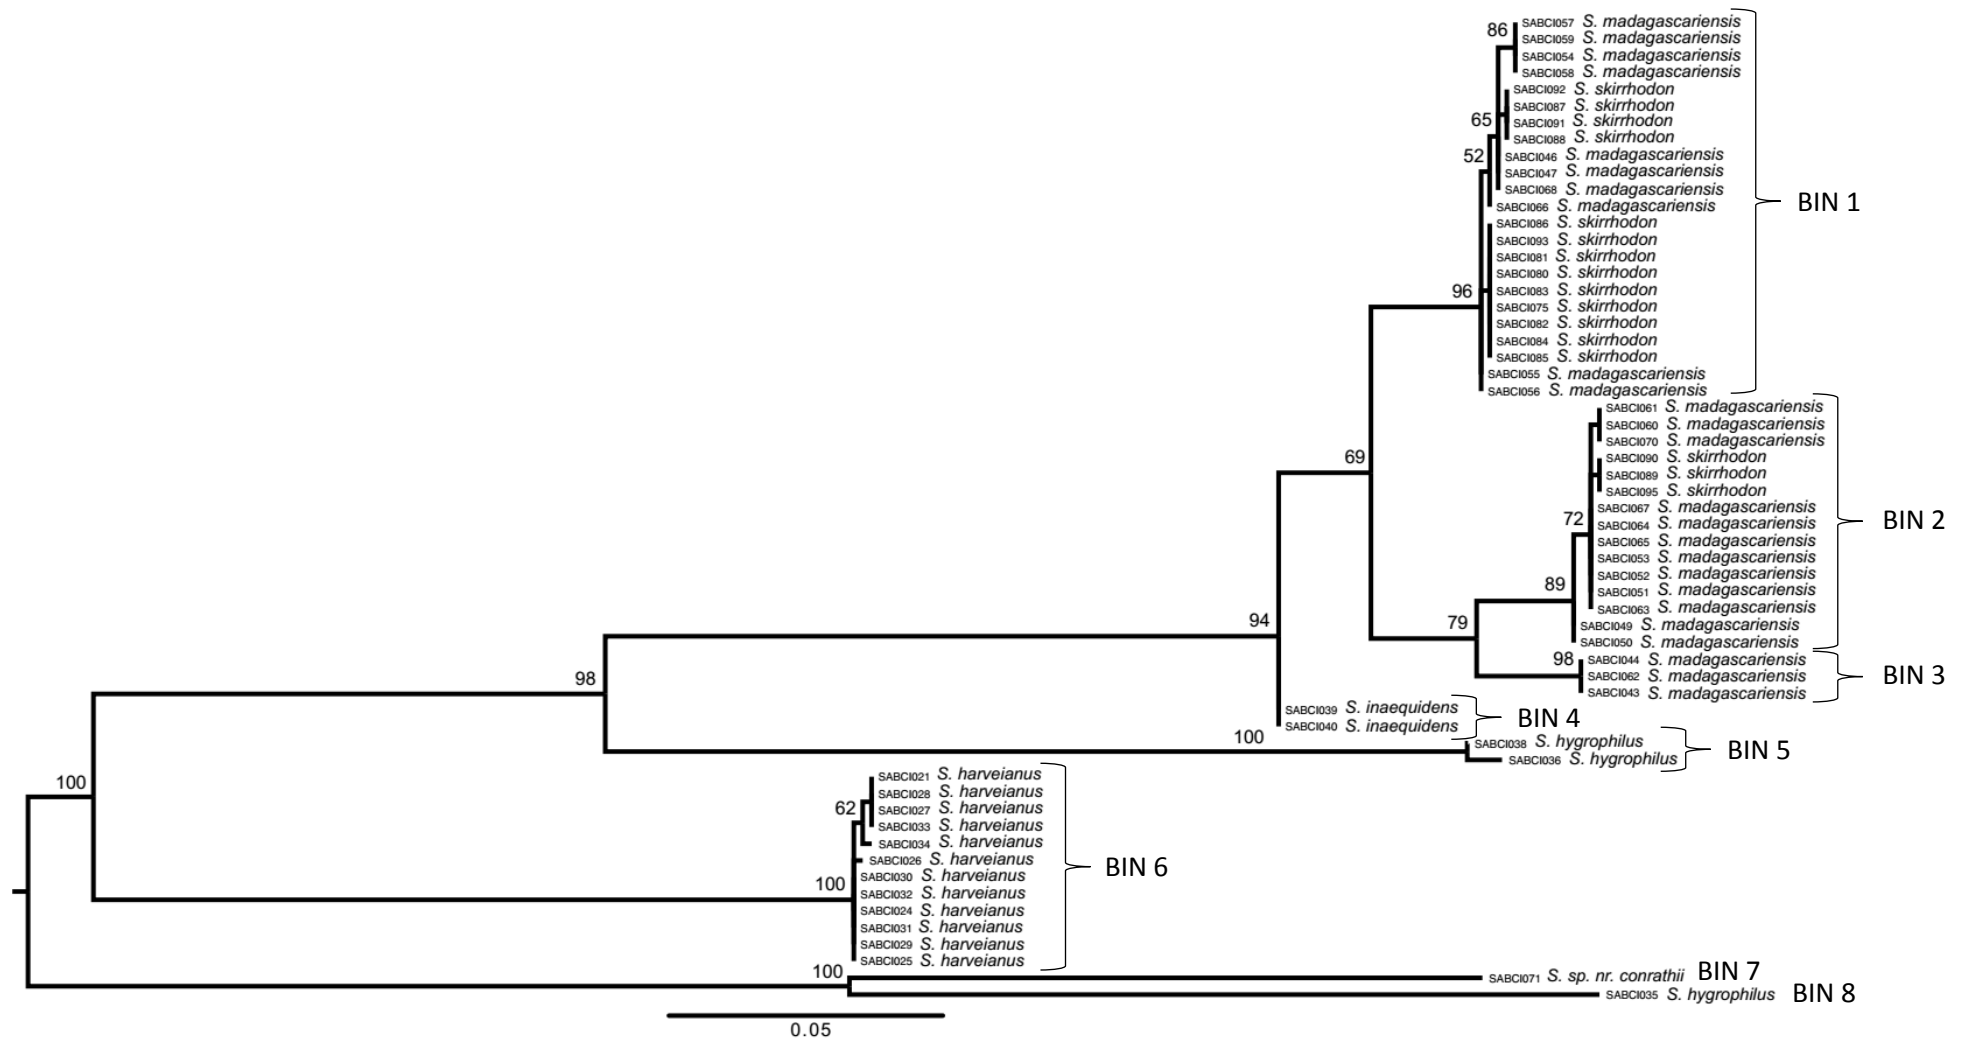 SABCI057 S. madagascariensis
86
SABCI059 S. madagascariensis
SABCI054 S. madagascariensis
SABCI058 S. madagascariensis
SABCI092 S. skirrhodon
SABCI087 S. skirrhodon
65
SABCI091 S. skirrhodon
SABCI088 S. skirrhodon
52
SABCI046 S. madagascariensis
SABCI047 S. madagascariensis
SABCI068 S. madagascariensis
BIN 1
SABCI066 S. madagascariensis
SABCI086 S. skirrhodon
SABCI093 S. skirrhodon
SABCI081 S. skirrhodon
SABCI080 S. skirrhodon
96
SABCI083 S. skirrhodon
SABCI075 S. skirrhodon
SABCI082 S. skirrhodon
SABCI084 S. skirrhodon
SABCI085 S. skirrhodon
SABCI055 S. madagascariensis
SABCI056 S. madagascariensis
SABCI061 S. madagascariensis
SABCI060 S. madagascariensis
SABCI070 S. madagascariensis
69
SABCI090 S. skirrhodon
SABCI089 S. skirrhodon
SABCI095 S. skirrhodon
SABCI067 S. madagascariensis
72
BIN 2
SABCI064 S. madagascariensis
SABCI065 S. madagascariensis
SABCI053 S. madagascariensis
SABCI052 S. madagascariensis
89
SABCI051 S. madagascariensis
SABCI063 S. madagascariensis
94
79
SABCI049 S. madagascariensis
SABCI050 S. madagascariensis
98
SABCI044 S. madagascariensis
SABCI062 S. madagascariensis
BIN 3
98
SABCI043 S. madagascariensis
SABCI039 S. inaequidens
BIN 4
SABCI040 S. inaequidens
100
SABCI038 S. hygrophilus
BIN 5
SABCI036 S. hygrophilus
100
SABCI021 S. harveianus
SABCI028 S. harveianus
62
SABCI027 S. harveianus
SABCI033 S. harveianus
SABCI034 S. harveianus
SABCI026 S. harveianus
BIN 6
SABCI030 S. harveianus
100
SABCI032 S. harveianus
SABCI024 S. harveianus
SABCI031 S. harveianus
SABCI029 S. harveianus
SABCI025 S. harveianus
100
SABCI071 S. sp. nr. conrathii BIN 7
SABCI035 S. hygrophilus BIN 8
0.05